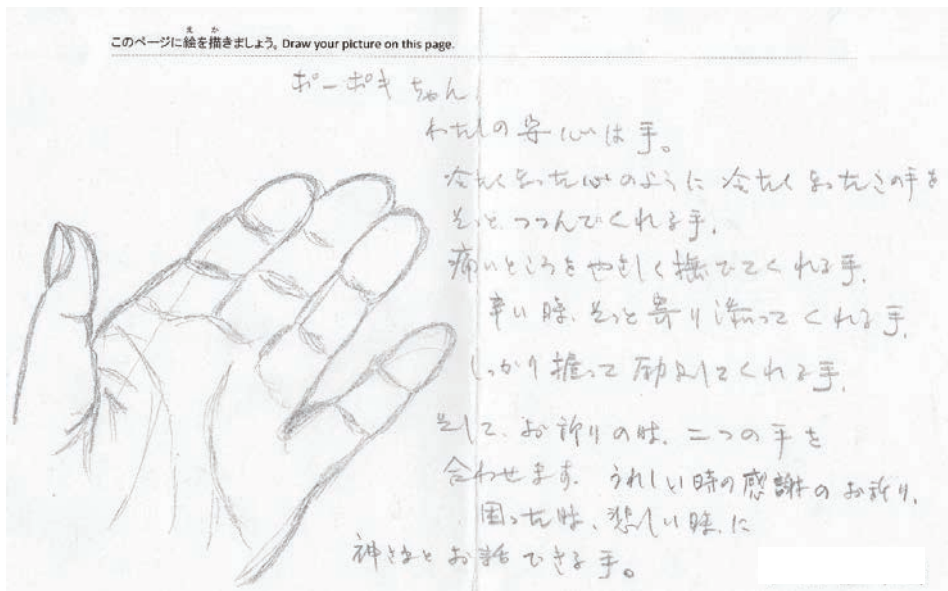 このページに絵を描きましょう。Draw your picture on this page.
ポーポキちゃん、
わたしの安心は手。
冷たくなった心のように冷たくなったこの手を
そっとつつんでくれる手、
痛いところをやさしく撫でてくれる手、
辛い時、そっと寄り添ってくれる手、
しっかり握って励ましてくれる手、
そして、お祈りの時、二つの手を
合わせます。うれしい時の感謝のお祈り、
困った時、悲しい時、に
神さまとお話できる手。